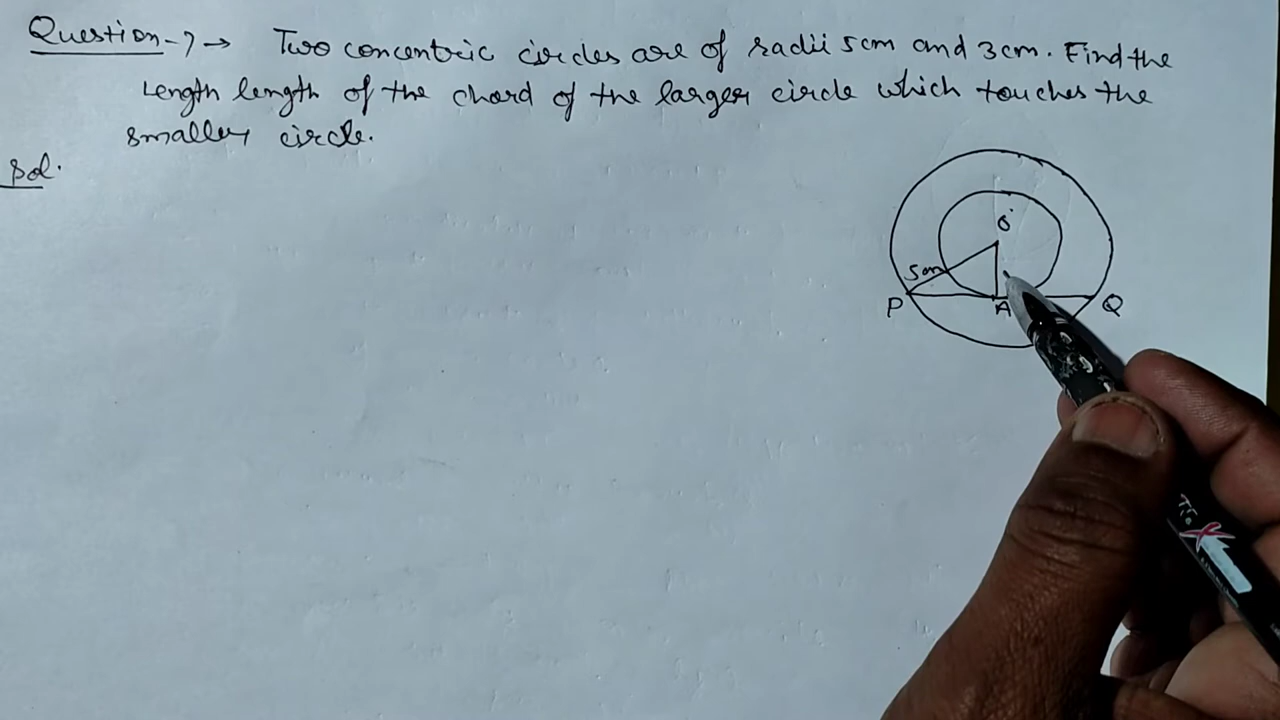 Question-7→ Two concentric circles are of radii 5cm and 3cm. Find the
Length length of the chord of the larger circle which touches the
smaller circle.
Sol.
O
5cm
P
A
Q